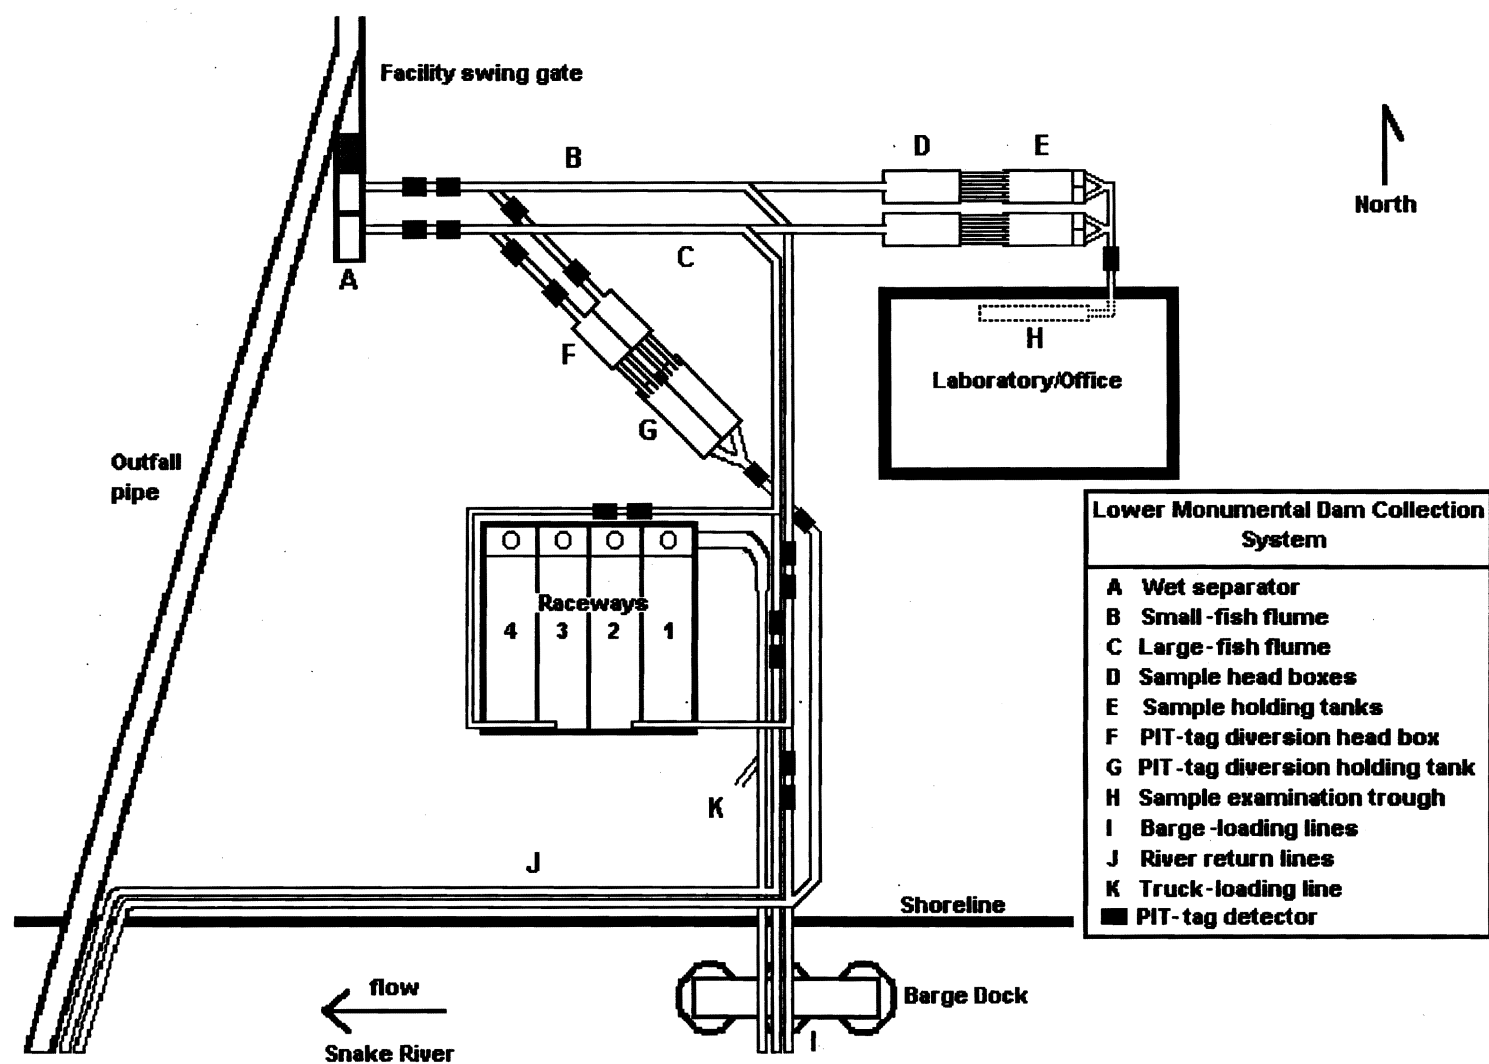 Facility swing gate
B
D
E
North
C
A
F
H
Laboratory/Office
G
Outfall
pipe
Raceways
4 3 2 1
K
J
Shoreline
flow
Snake River
Barge Dock
I
Lower Monumental Dam Collection
System
A Wet separator
B Small-fish flume
C Large-fish flume
D Sample head boxes
E Sample holding tanks
F PIT-tag diversion head box
G PIT-tag diversion holding tank
H Sample examination trough
I Barge-loading lines
J River return lines
K Truck-loading line
PIT-tag detector